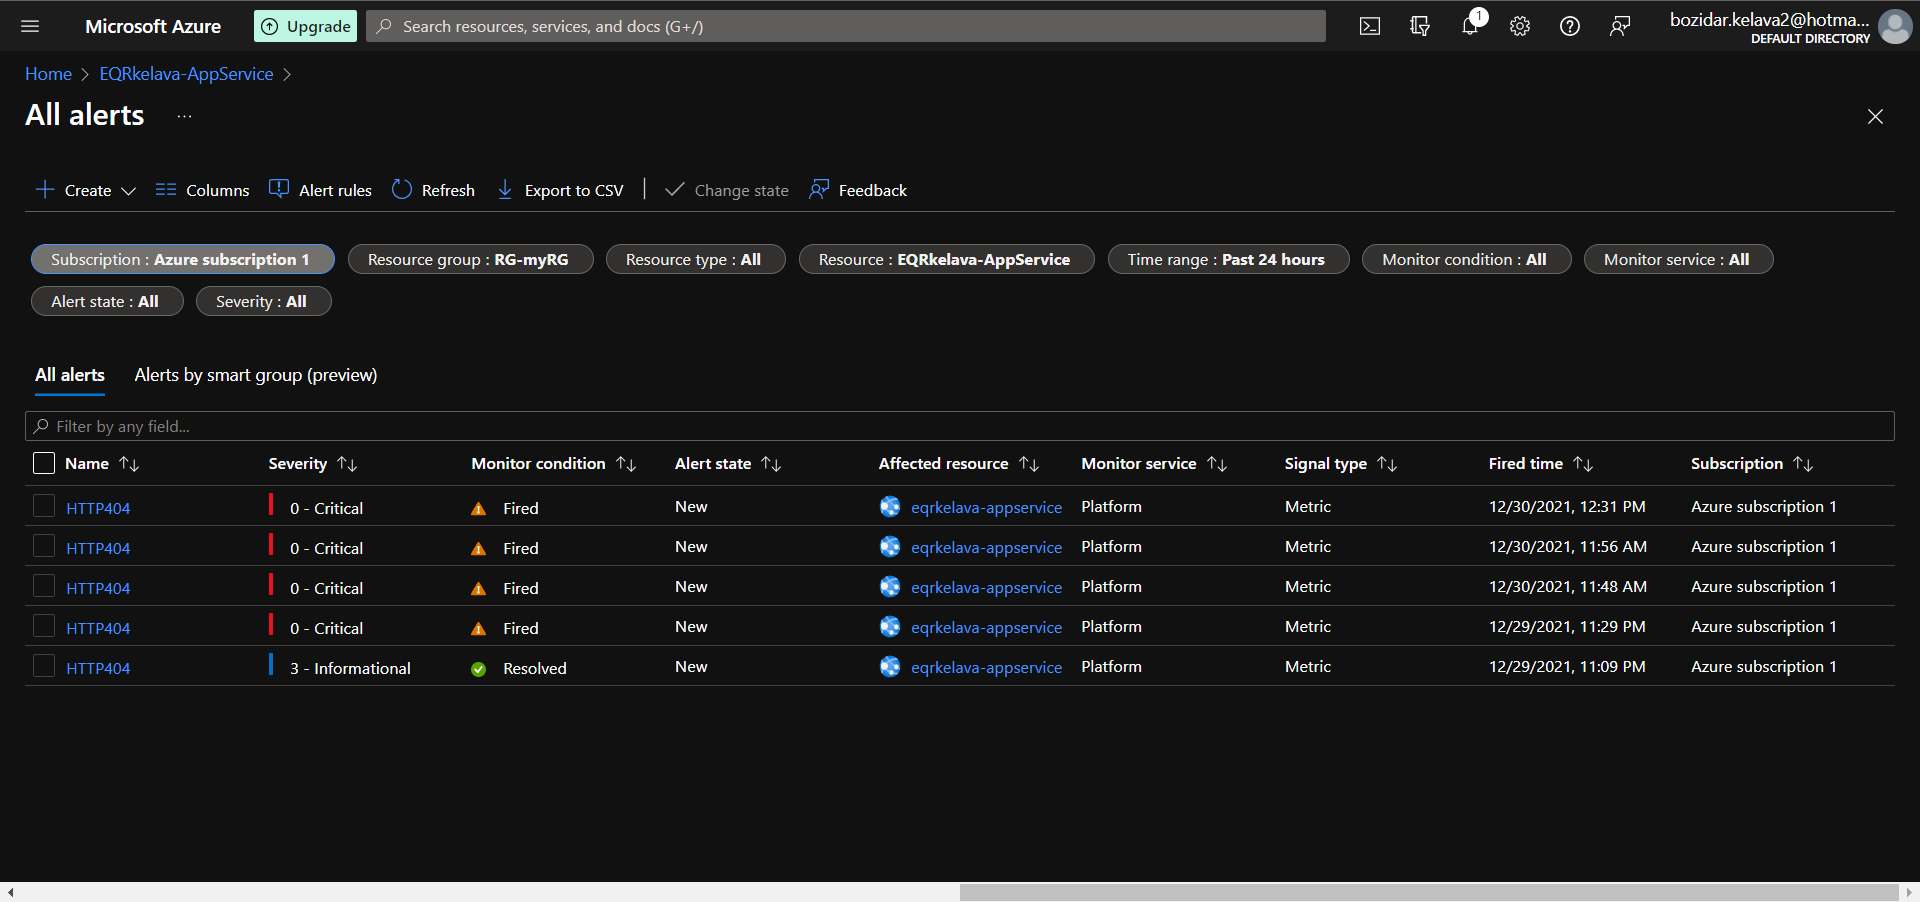 Microsoft Azure Upgrade Search resources, services, and docs (G+/) 1 bozidar.kelava2@hotma...
DEFAULT DIRECTORY
Home > EQRkelava-AppService >
All alerts ...
Create Columns Alert rules Refresh Export to CSV | Change state Feedback
Subscription : Azure subscription 1 Resource group : RG-myRG Resource type : All Resource : EQRkelava-AppService Time range : Past 24 hours Monitor condition : All Monitor service : All
Alert state : All Severity : All
All alerts Alerts by smart group (preview)
Filter by any field...
Name Severity Monitor condition Alert state Affected resource Monitor service Signal type Fired time Subscription
HTTP404 0 - Critical Fired New eqrkelava-appservice Platform Metric 12/30/2021, 12:31 PM Azure subscription 1
HTTP404 0 - Critical Fired New eqrkelava-appservice Platform Metric 12/30/2021, 11:56 AM Azure subscription 1
HTTP404 0 - Critical Fired New eqrkelava-appservice Platform Metric 12/30/2021, 11:48 AM Azure subscription 1
HTTP404 0 - Critical Fired New eqrkelava-appservice Platform Metric 12/29/2021, 11:29 PM Azure subscription 1
HTTP404 3 - Informational Resolved New eqrkelava-appservice Platform Metric 12/29/2021, 11:09 PM Azure subscription 1